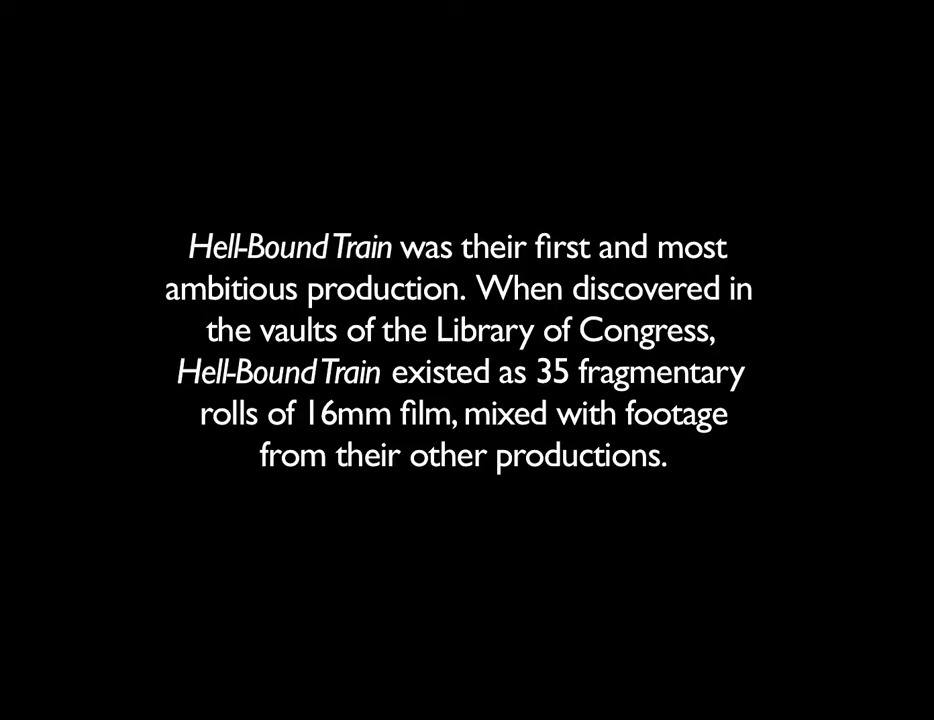 Hell-Bound Train was their first and most
ambitious production. When discovered in
the vaults of the Library of Congress,
Hell-Bound Train existed as 35 fragmentary
rolls of 16mm film, mixed with footage
from their other productions.